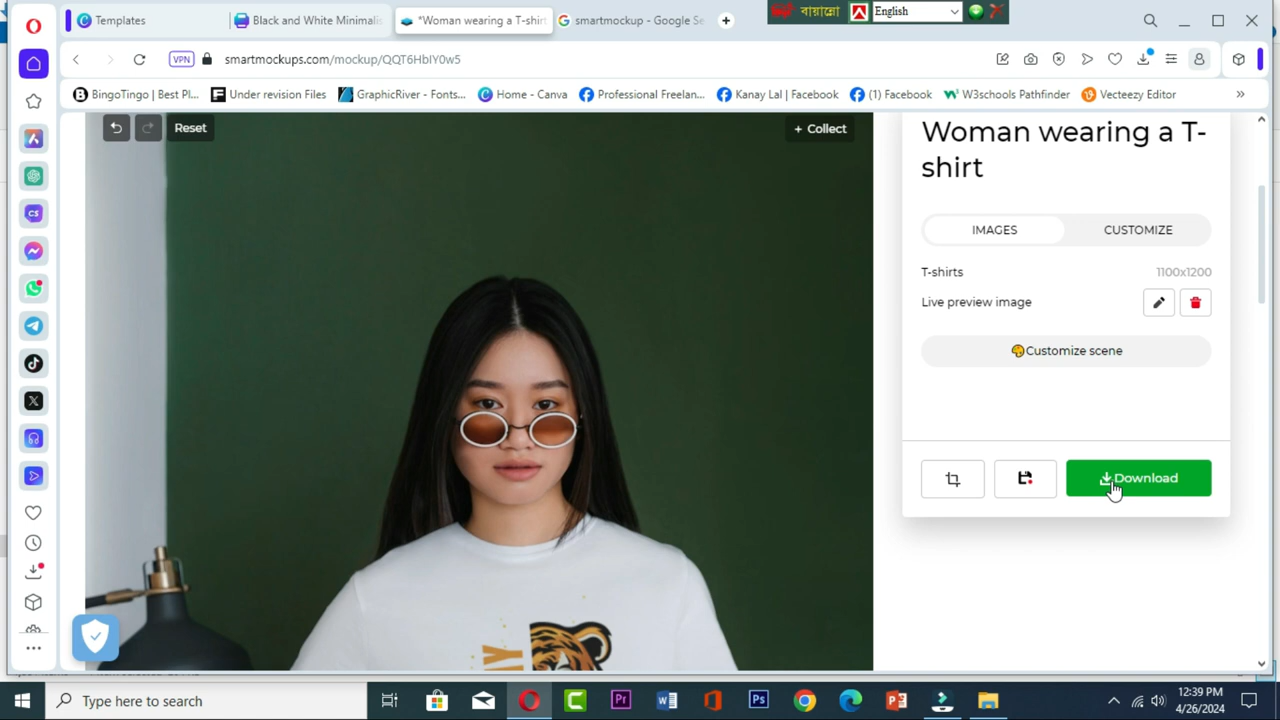 বায়ান্নো
English
Templates
Black and White Minimalis
*Woman wearing a T-shirt
smartmockup - Google Se
VPN
smartmockups.com/mockup/QQT6HbIY0w5
BingoTingo | Best Pl...
Under revision Files
GraphicRiver - Fonts...
Home - Canva
Professional Freelan...
Kanay Lal | Facebook
(1) Facebook
W3schools Pathfinder
Vecteezy Editor
Reset
+ Collect
Woman wearing a T-
shirt
IMAGES
CUSTOMIZE
T-shirts
1100x1200
Live preview image
Customize scene
Download
CS
Type here to search
12:39 PM
4/26/2024